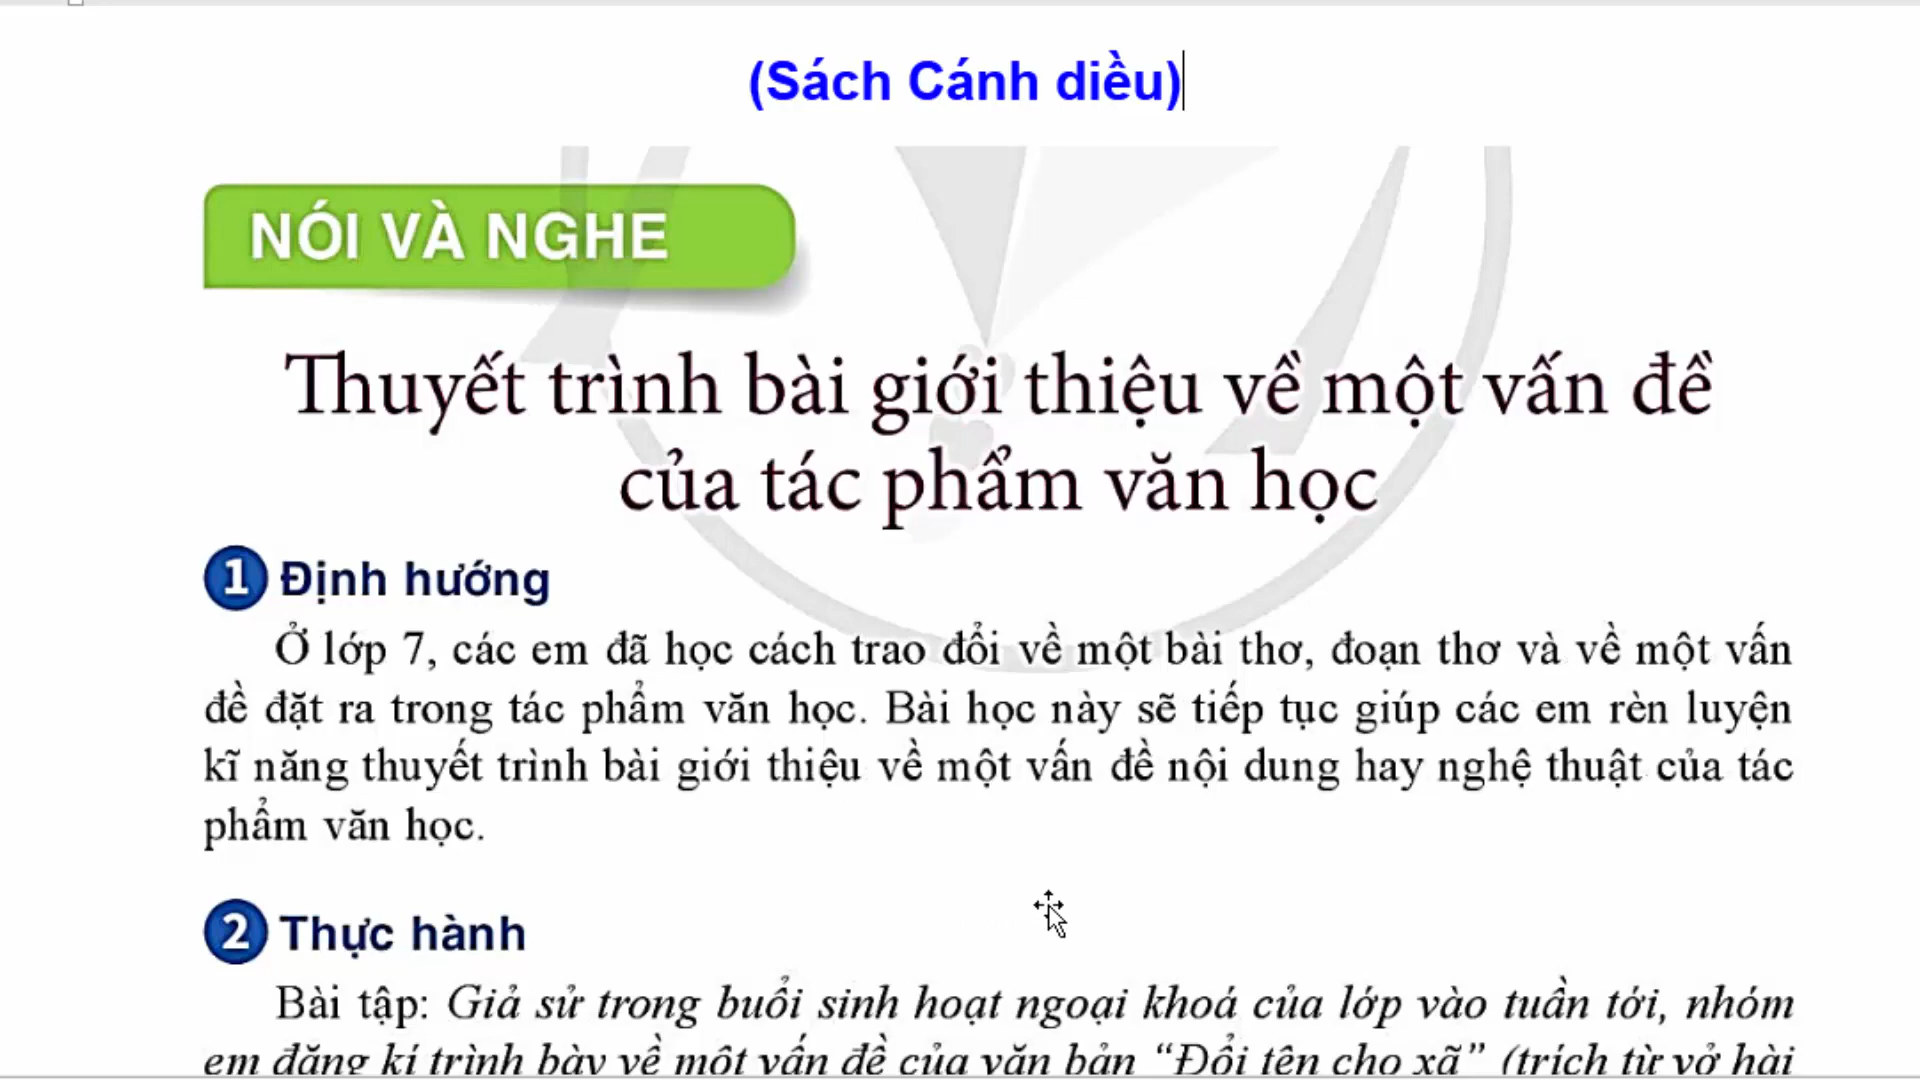 (Sách Cánh diều)
NÓI VÀ NGHE
Thuyết trình bài giới thiệu về một vấn đề
của tác phẩm văn học
1 Định hướng
Ở lớp 7, các em đã học cách trao đổi về một bài thơ, đoạn thơ và về một vấn
đề đặt ra trong tác phẩm văn học. Bài học này sẽ tiếp tục giúp các em rèn luyện
kĩ năng thuyết trình bài giới thiệu về một vấn đề nội dung hay nghệ thuật của tác
phẩm văn học.
2 Thực hành
Bài tập: Giả sử trong buổi sinh hoạt ngoại khoá của lớp vào tuần tới, nhóm
em đăng kí trình bày về một vấn đề của văn bản “Đổi tên cho xã” (trích từ vở hài